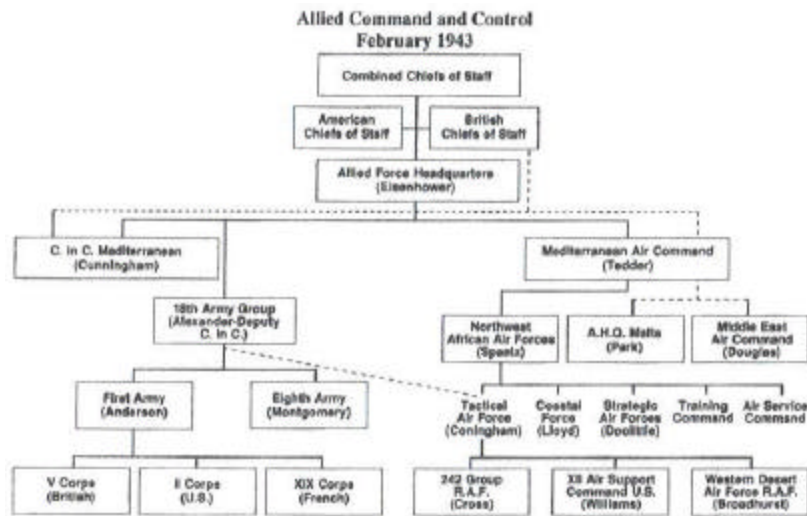 Allied Command and Control
February 1943
Combined Chiefs of Staff
American
Chiefs of Staff
British
Chiefs of Staff
Allied Force Headquarters
(Eisenhower)
C. in C. Mediterranean
(Cunningham)
Mediterranean Air Command
(Tedder)
18th Army Group
(Alexander-Deputy
C. in C.)
Northwest
African Air Forces
(Spaatz)
A.H.Q. Malta
(Park)
Middle East
Air Command
(Douglas)
First Army
(Anderson)
Eighth Army
(Montgomery)
Tactical
Air Force
(Coningham)
Coastal
Force
(Lloyd)
Strategic
Air Forces
(Doolittle)
Training
Command
Air Service
Command
V Corps
(British)
II Corps
(U.S.)
XIX Corps
(French)
242 Group
R.A.F.
(Cross)
XII Air Support
Command U.S.
(Williams)
Western Desert
Air Force R.A.F.
(Broadhurst)